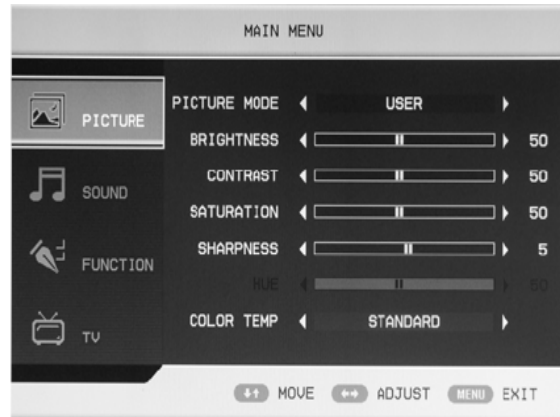 MAIN MENU
PICTURE
SOUND
FUNCTION
TV
PICTURE MODE USER
BRIGHTNESS 50
CONTRAST 50
SATURATION 50
SHARPNESS 5
HUE 50
COLOR TEMP STANDARD
MOVE ADJUST MENU EXIT